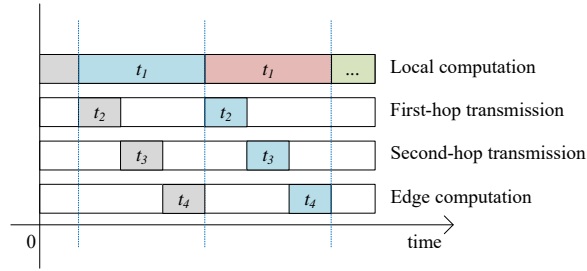 t1 t1 ... Local computation
t2 t2 First-hop transmission
t3 t3 Second-hop transmission
t4 t4 Edge computation
0 time